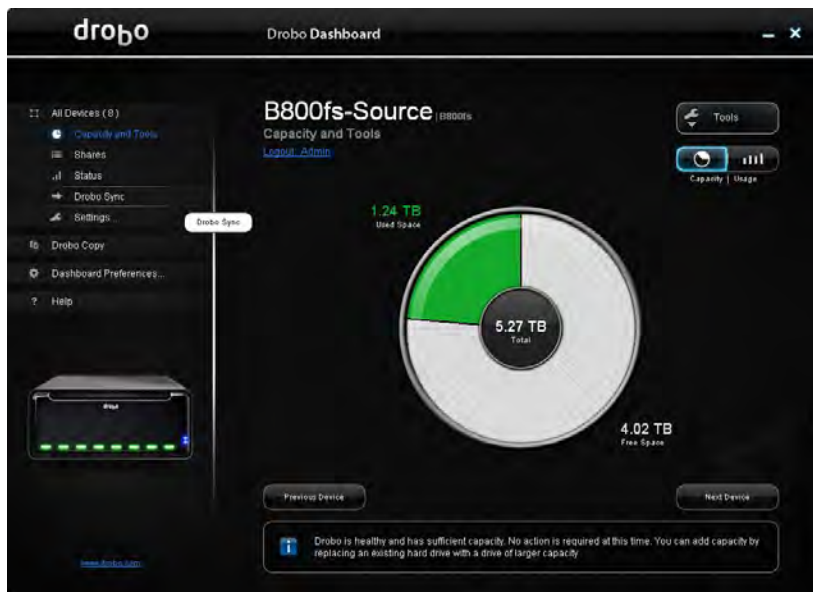 drobo
Drobo Dashboard
All Devices (8)
Capacity and Tools
Shares
Status
Drobo Sync
Settings...
Drobo Sync
Drobo Copy
Dashboard Preferences...
Help
drobo
www.drobo.com
B800fs-Source B800fs
Capacity and Tools
Logout: Admin
Tools
Capacity | Usage
1.24 TB
Used Space
5.27 TB
Total
4.02 TB
Free Space
Previous Device
Next Device
Drobo is healthy and has sufficient capacity. No action is required at this time. You can add capacity by
replacing an existing hard drive with a drive of larger capacity